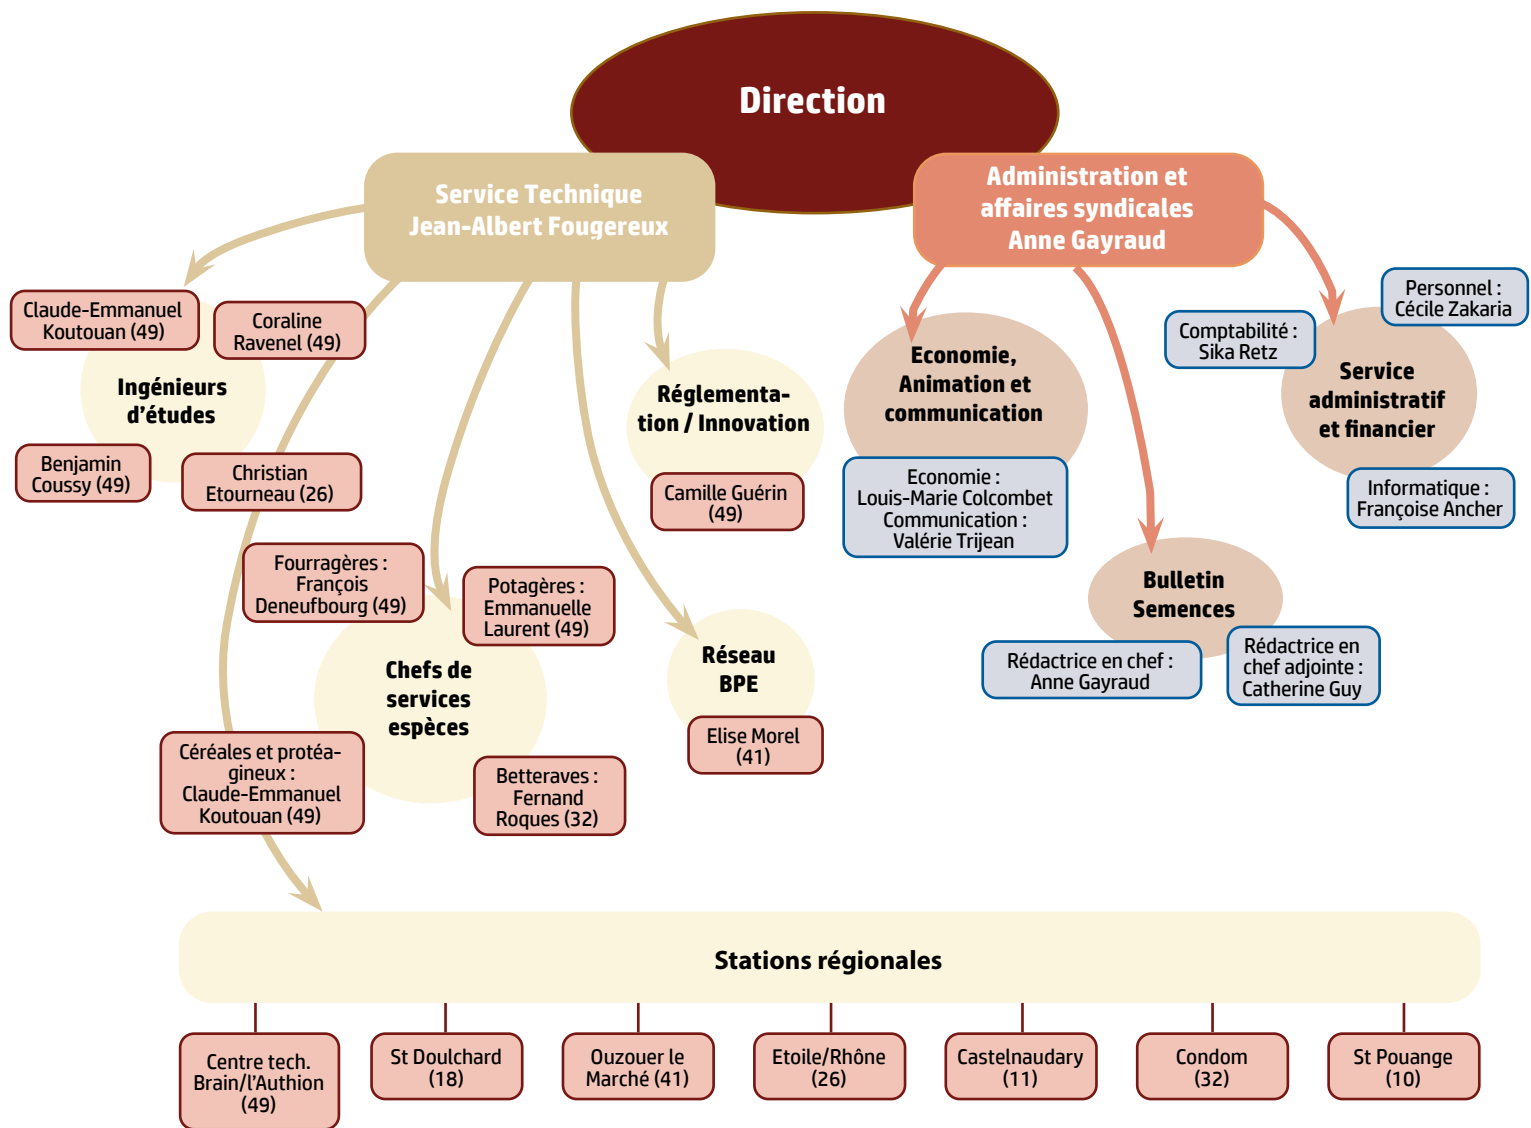 Direction
Service Technique
Jean-Albert Fougereux
Administration et
affaires syndicales
Anne Gayraud
Claude-Emmanuel
Koutouan (49)
Coraline
Ravenel (49)
Ingénieurs
d'études
Benjamin
Coussy (49)
Christian
Etourneau (26)
Réglementa-
tion / Innovation
Camille Guérin
(49)
Economie,
Animation et
communication
Economie :
Louis-Marie Colcombet
Communication :
Valérie Trijean
Personnel :
Cécile Zakaria
Comptabilité :
Sika Retz
Service
administratif
et financier
Informatique :
Françoise Ancher
Fourragères :
François
Deneufbourg (49)
Potagères :
Emmanuelle
Laurent (49)
Chefs de
services
espèces
Céréales et protéa-
gineux :
Claude-Emmanuel
Koutouan (49)
Betteraves :
Fernand
Roques (32)
Réseau
BPE
Elise Morel
(41)
Bulletin
Semences
Rédactrice en chef :
Anne Gayraud
Rédactrice en
chef adjointe :
Catherine Guy
Stations régionales
Centre tech.
Brain/l'Authion
(49)
St Doulchard
(18)
Ouzouer le
Marché (41)
Etoile/Rhône
(26)
Castelnaudary
(11)
Condom
(32)
St Pouange
(10)